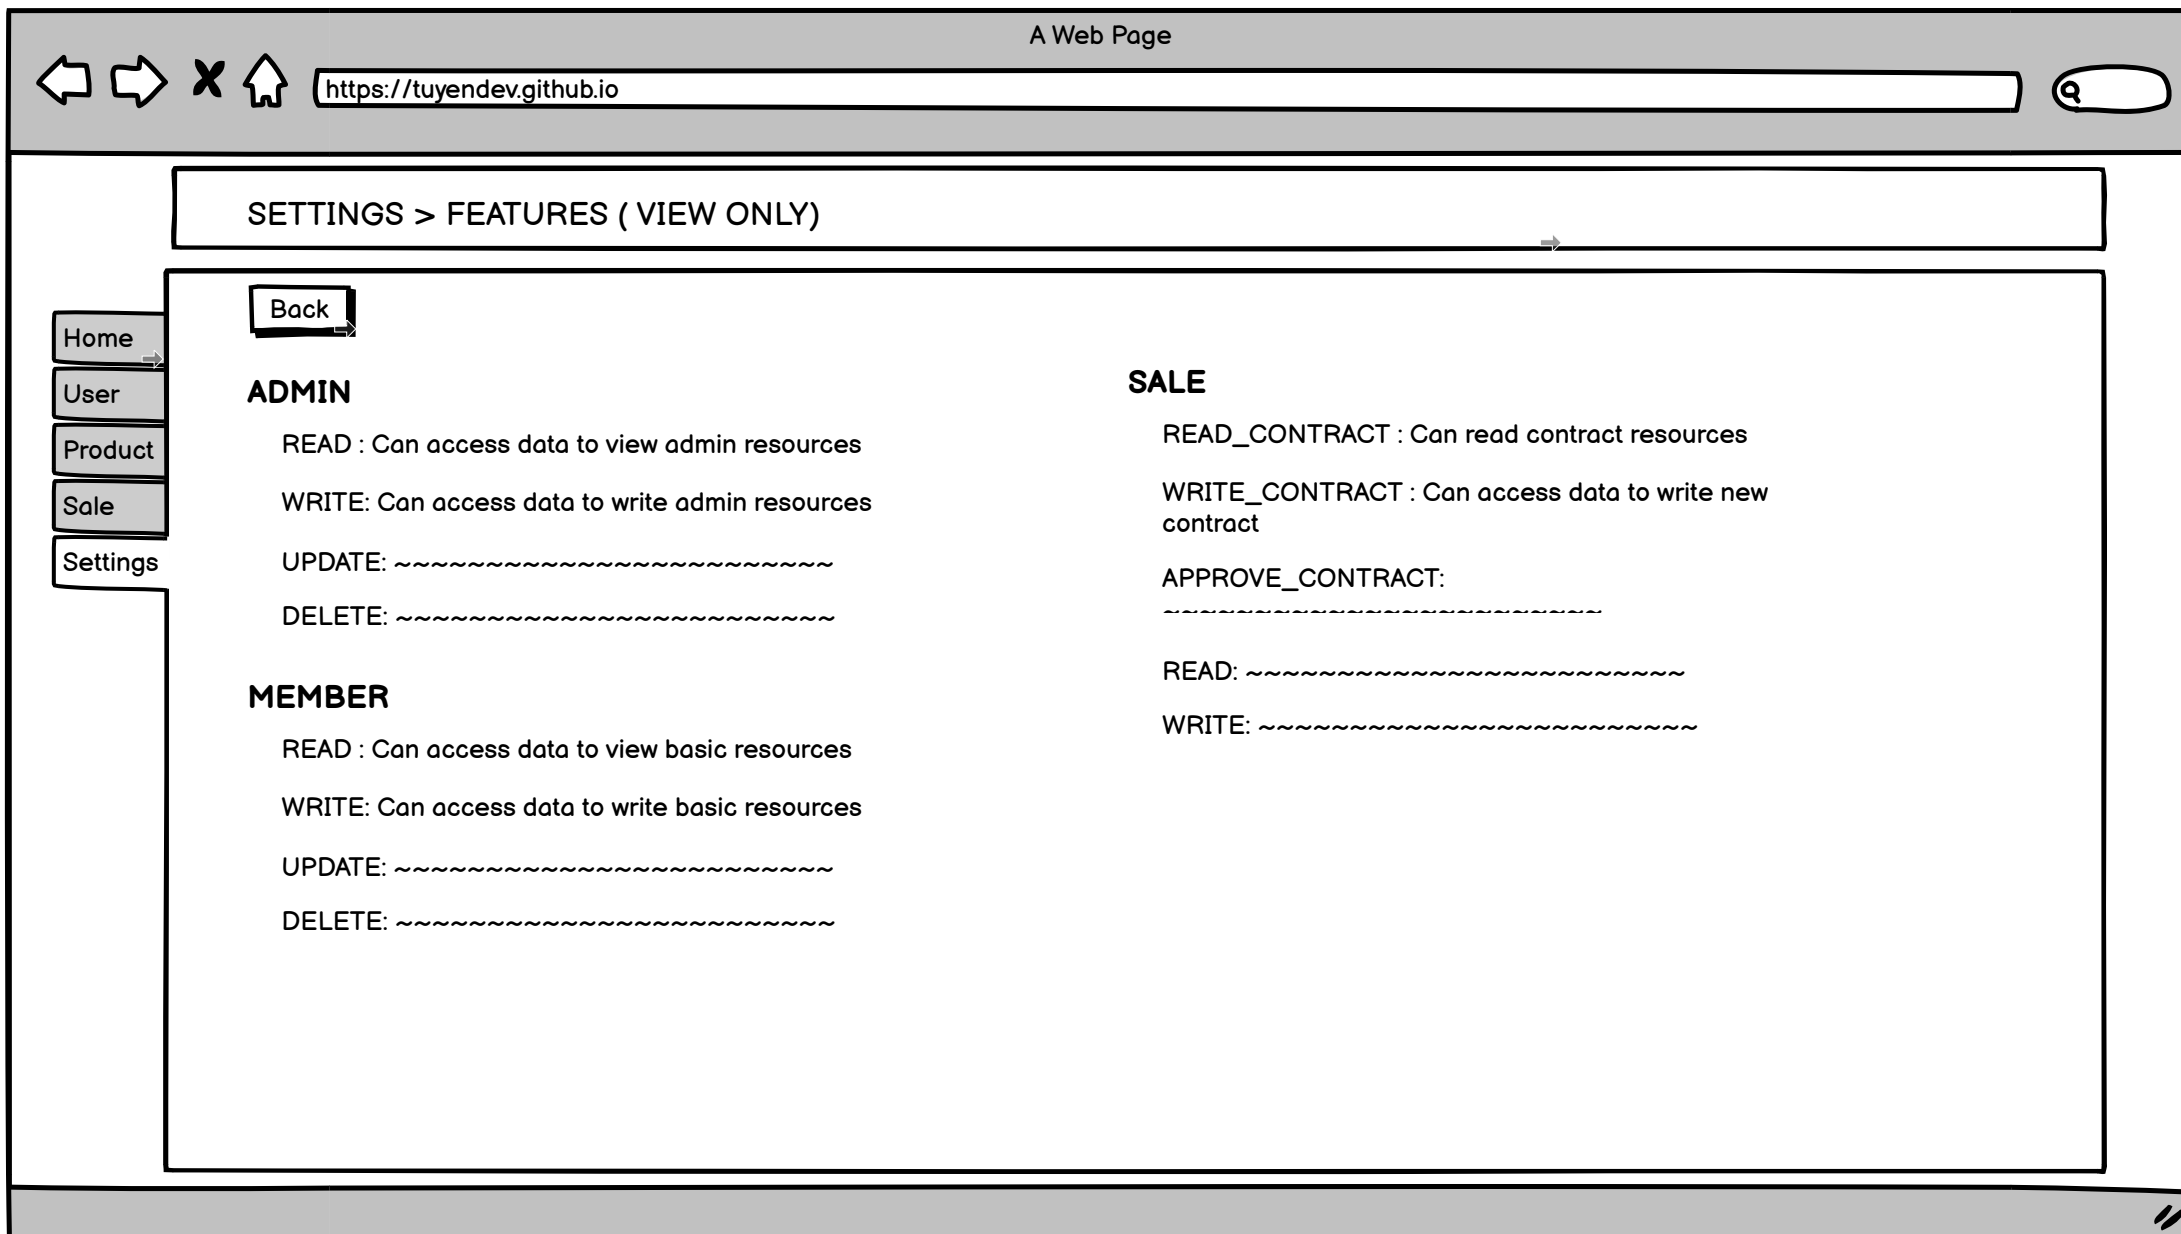 A Web Page
https://tuyendev.github.io
SETTINGS > FEATURES ( VIEW ONLY)
Home
User
Product
Sale
Settings
Back
ADMIN
READ : Can access data to view admin resources
WRITE: Can access data to write admin resources
UPDATE: ~~~~~~~~~~~~~~~~~~~~~~~~
DELETE: ~~~~~~~~~~~~~~~~~~~~~~~~
MEMBER
READ : Can access data to view basic resources
WRITE: Can access data to write basic resources
UPDATE: ~~~~~~~~~~~~~~~~~~~~~~~~
DELETE: ~~~~~~~~~~~~~~~~~~~~~~~~
SALE
READ_CONTRACT : Can read contract resources
WRITE_CONTRACT : Can access data to write new
contract
APPROVE_CONTRACT:
~~~~~~~~~~~~~~~~~~~~~~~~
READ: ~~~~~~~~~~~~~~~~~~~~~~~~
WRITE: ~~~~~~~~~~~~~~~~~~~~~~~~